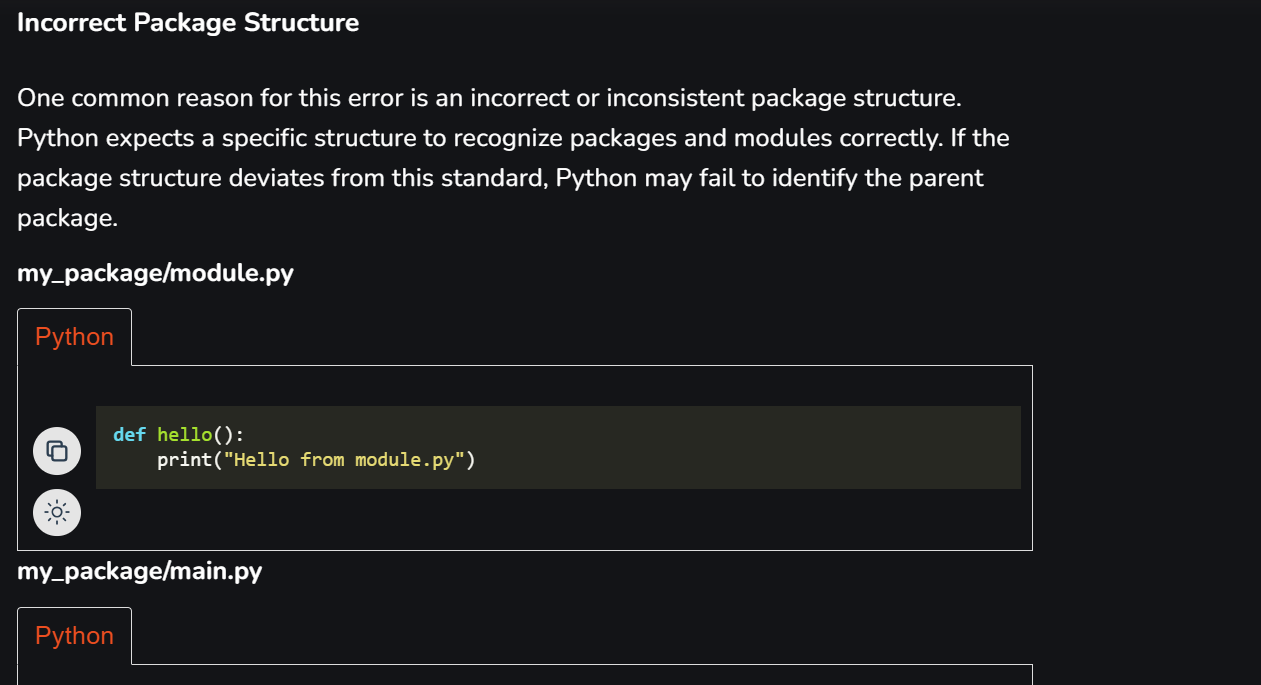 Incorrect Package Structure
One common reason for this error is an incorrect or inconsistent package structure.
Python expects a specific structure to recognize packages and modules correctly. If the
package structure deviates from this standard, Python may fail to identify the parent
package.
my_package/module.py
Python
def hello():
    print("Hello from module.py")
my_package/main.py
Python